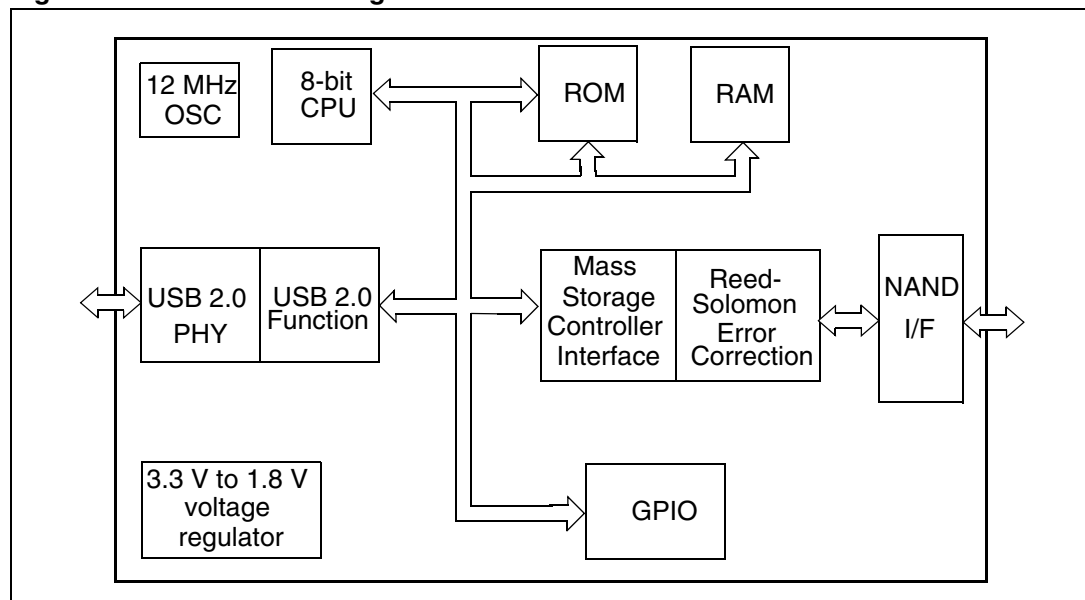 12 MHz
OSC
8-bit
CPU
ROM
RAM
USB 2.0
PHY
USB 2.0
Function
Mass
Storage
Controller
Interface
Reed-
Solomon
Error
Correction
NAND
I/F
3.3 V to 1.8 V
voltage
regulator
GPIO